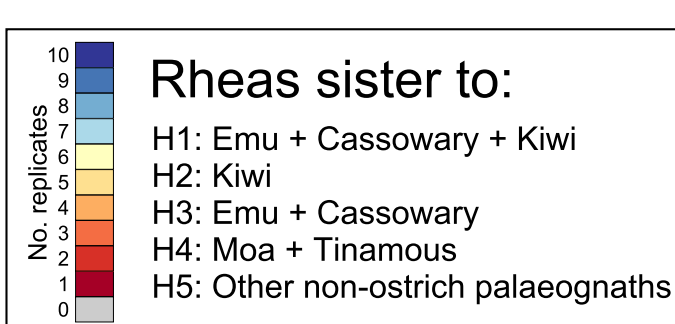 No. replicates
10
9
8
7
6
5
4
3
2
1
0
Rheas sister to:
H1: Emu + Cassowary + Kiwi
H2: Kiwi
H3: Emu + Cassowary
H4: Moa + Tinamous
H5: Other non-ostrich palaeognaths